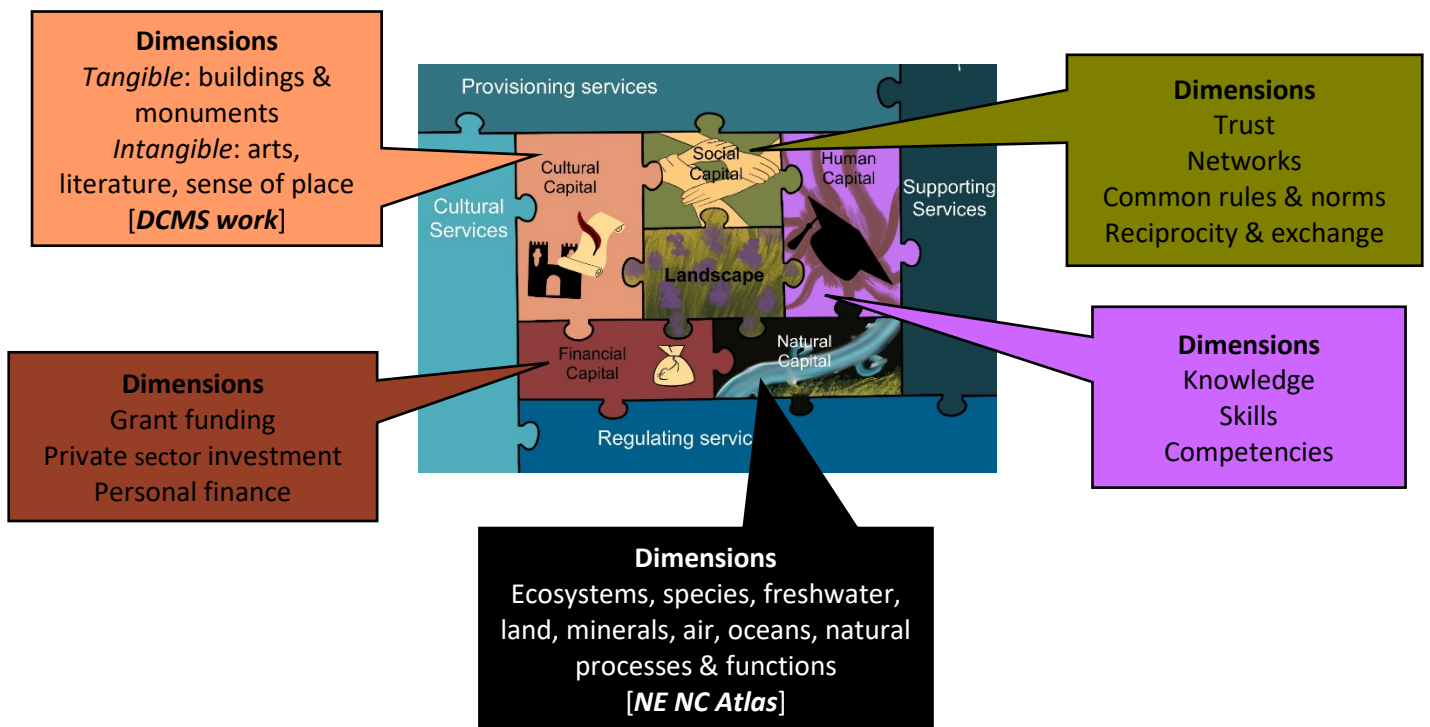 Dimensions
Tangible: buildings &
monuments
Intangible: arts,
literature, sense of place
[DCMS work]
Dimensions
Trust
Networks
Common rules & norms
Reciprocity & exchange
Provisioning services
Cultural
Capital
Social
Capital
Human
Capital
Cultural
Services
Supporting
Services
Landscape
Financial
Capital
Natural
Capital
Regulating servic
Dimensions
Grant funding
Private sector investment
Personal finance
Dimensions
Knowledge
Skills
Competencies
Dimensions
Ecosystems, species, freshwater,
land, minerals, air, oceans, natural
processes & functions
[NE NC Atlas]